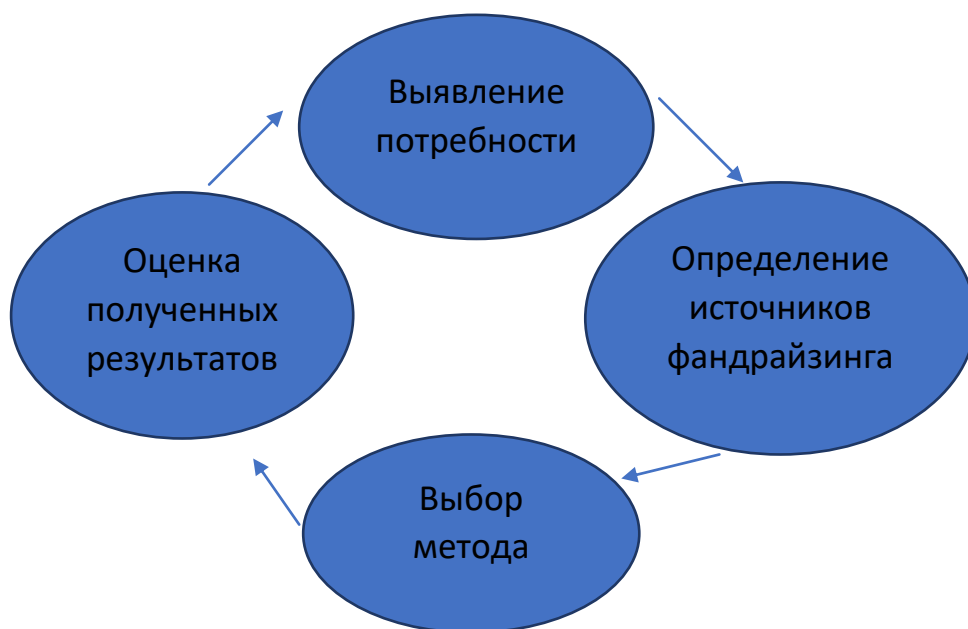 Выявление
потребности
Определение
источников
фандрайзинга
Выбор
метода
Оценка
полученных
результатов